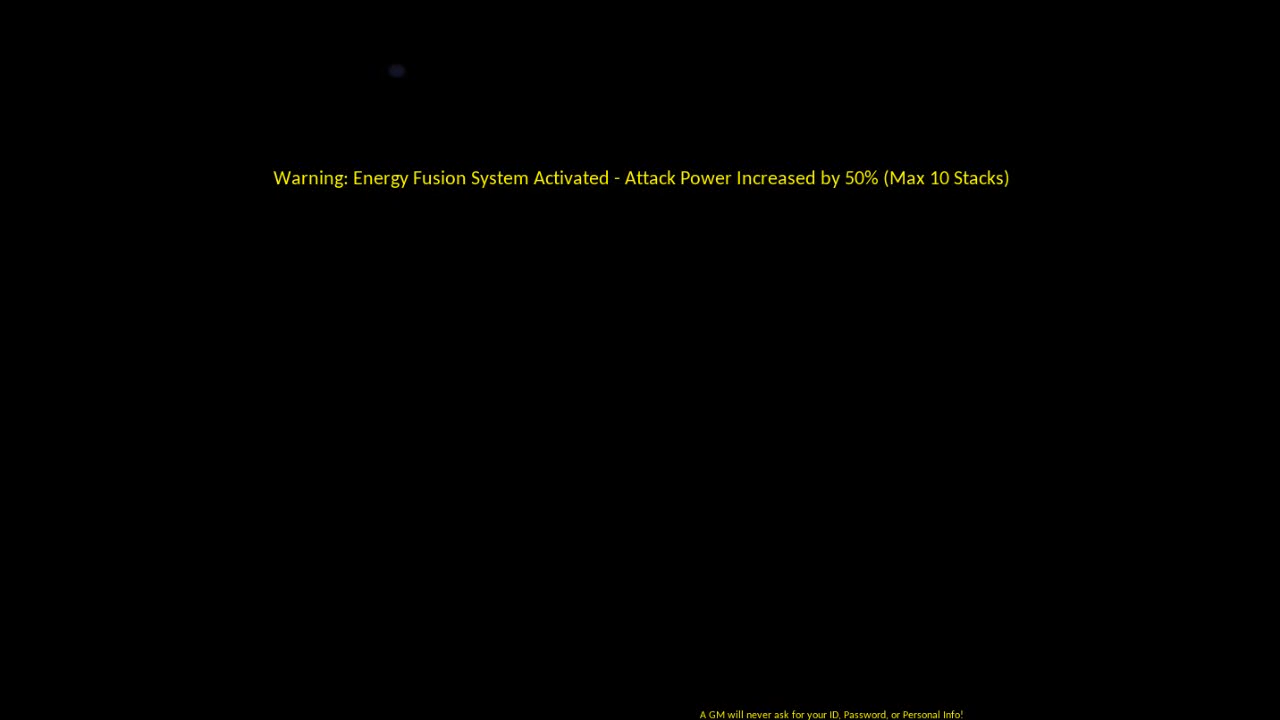 Warning: Energy Fusion System Activated - Attack Power Increased by 50% (Max 10 Stacks)
A GM will never ask for your ID, Password, or Personal Info!